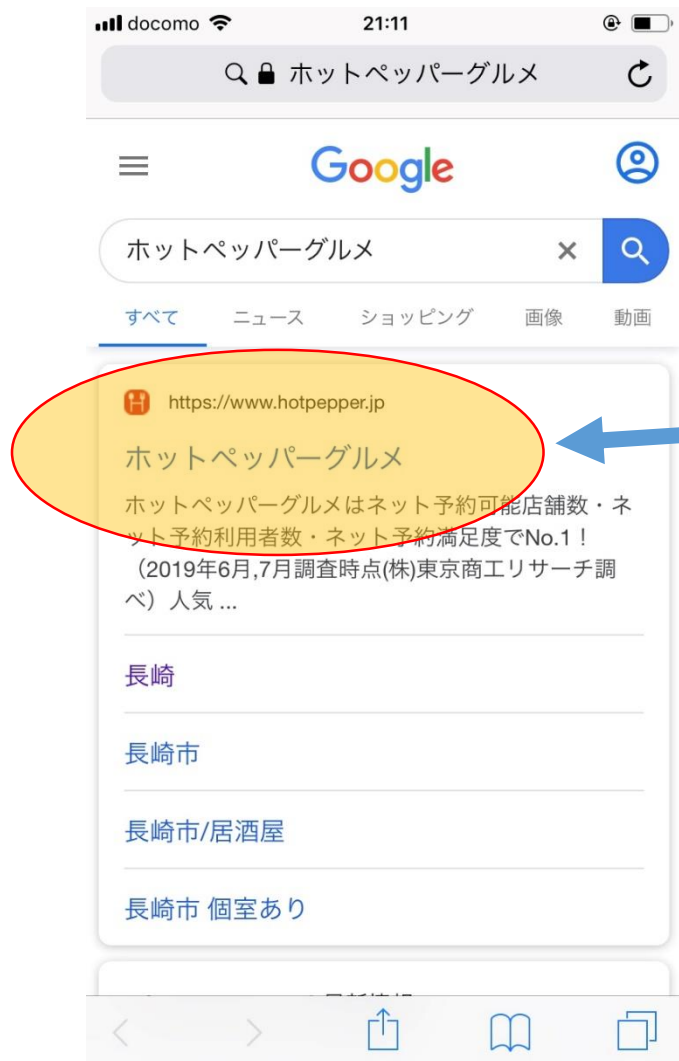 docomo 21:11
ホットペッパーグルメ
Google
ホットペッパーグルメ
すべて ニュース ショッピング 画像 動画
https://www.hotpepper.jp
ホットペッパーグルメ
ホットペッパーグルメはネット予約可能店舗数・ネ
ット予約利用者数・ネット予約満足度でNo.1！
（2019年6月,7月調査時点(株)東京商工リサーチ調
べ）人気 ...
長崎
長崎市
長崎市/居酒屋
長崎市 個室あり